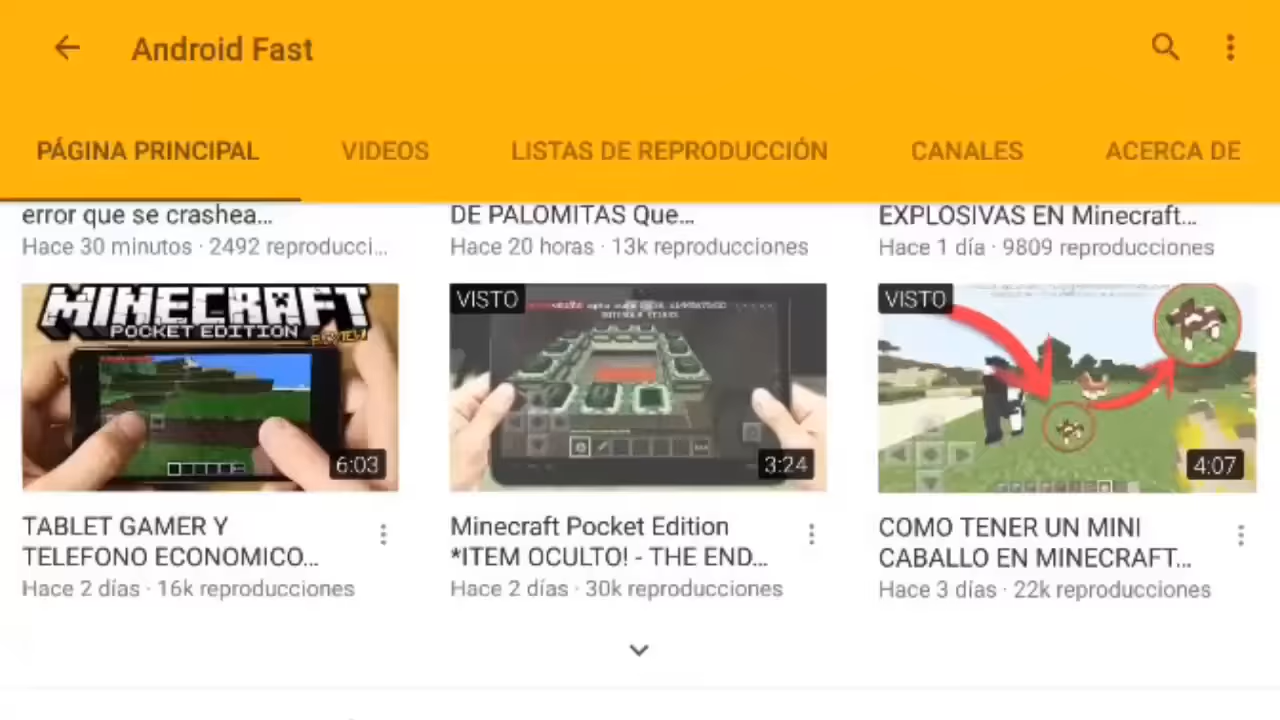 Android Fast
PÁGINA PRINCIPAL
VIDEOS
LISTAS DE REPRODUCCIÓN
CANALES
ACERCA DE
error que se crashea...
Hace 30 minutos · 2492 reproducci...
DE PALOMITAS Que...
Hace 20 horas · 13k reproducciones
EXPLOSIVAS EN Minecraft...
Hace 1 día · 9809 reproducciones
MINECRAFT
POCKET EDITION
6:03
TABLET GAMER Y
TELEFONO ECONOMICO...
Hace 2 días · 16k reproducciones
VISTO
3:24
Minecraft Pocket Edition
*ITEM OCULTO! - THE END...
Hace 2 días · 30k reproducciones
VISTO
4:07
COMO TENER UN MINI
CABALLO EN MINECRAFT...
Hace 3 días · 22k reproducciones